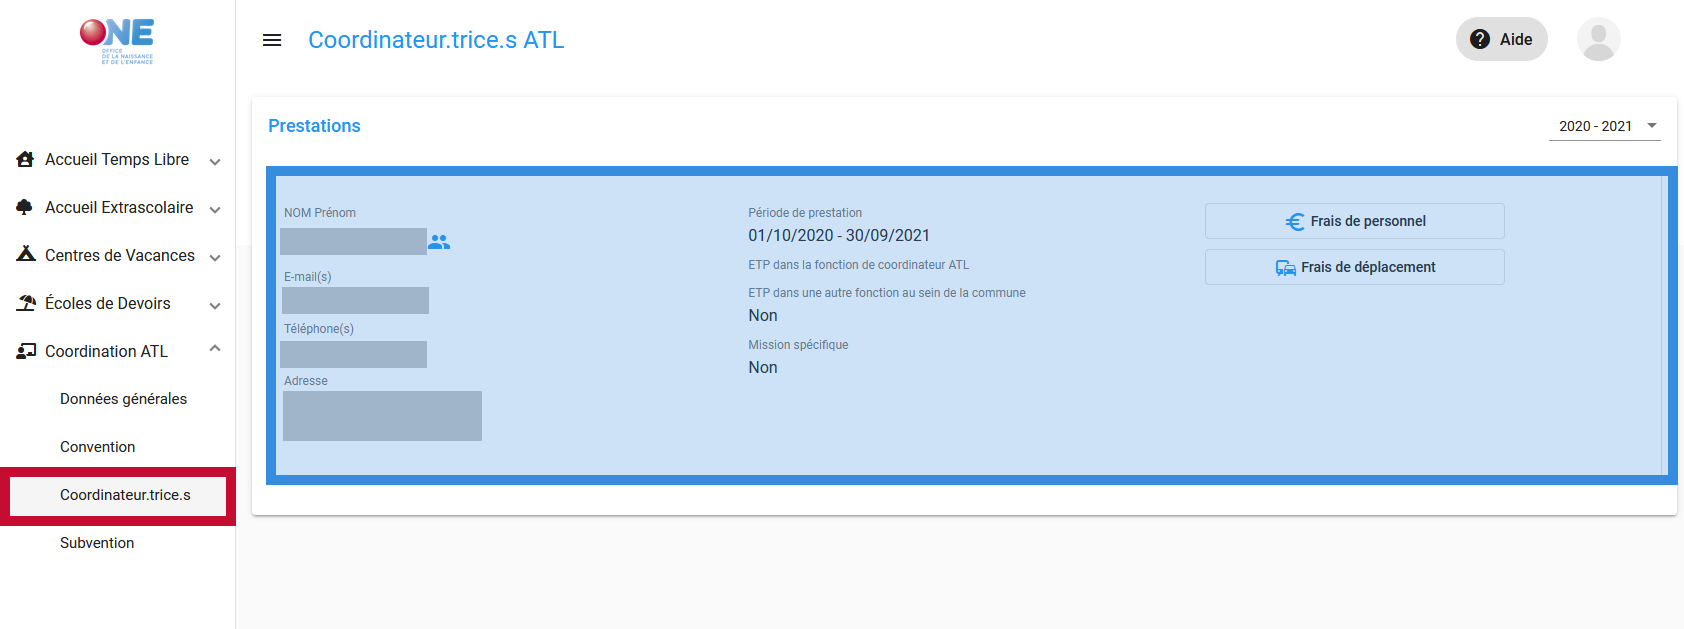 ONE
OFFICE
DE LA NAISSANCE
ET DE L'ENFANCE
Coordinateur.trice.s ATL
Aide
Accueil Temps Libre
Accueil Extrascolaire
Centres de Vacances
Écoles de Devoirs
Coordination ATL
Données générales
Convention
Coordinateur.trice.s
Subvention
Prestations
2020 - 2021
NOM Prénom
E-mail(s)
Téléphone(s)
Adresse
Période de prestation
01/10/2020 - 30/09/2021
ETP dans la fonction de coordinateur ATL
ETP dans une autre fonction au sein de la commune
Non
Mission spécifique
Non
Frais de personnel
Frais de déplacement